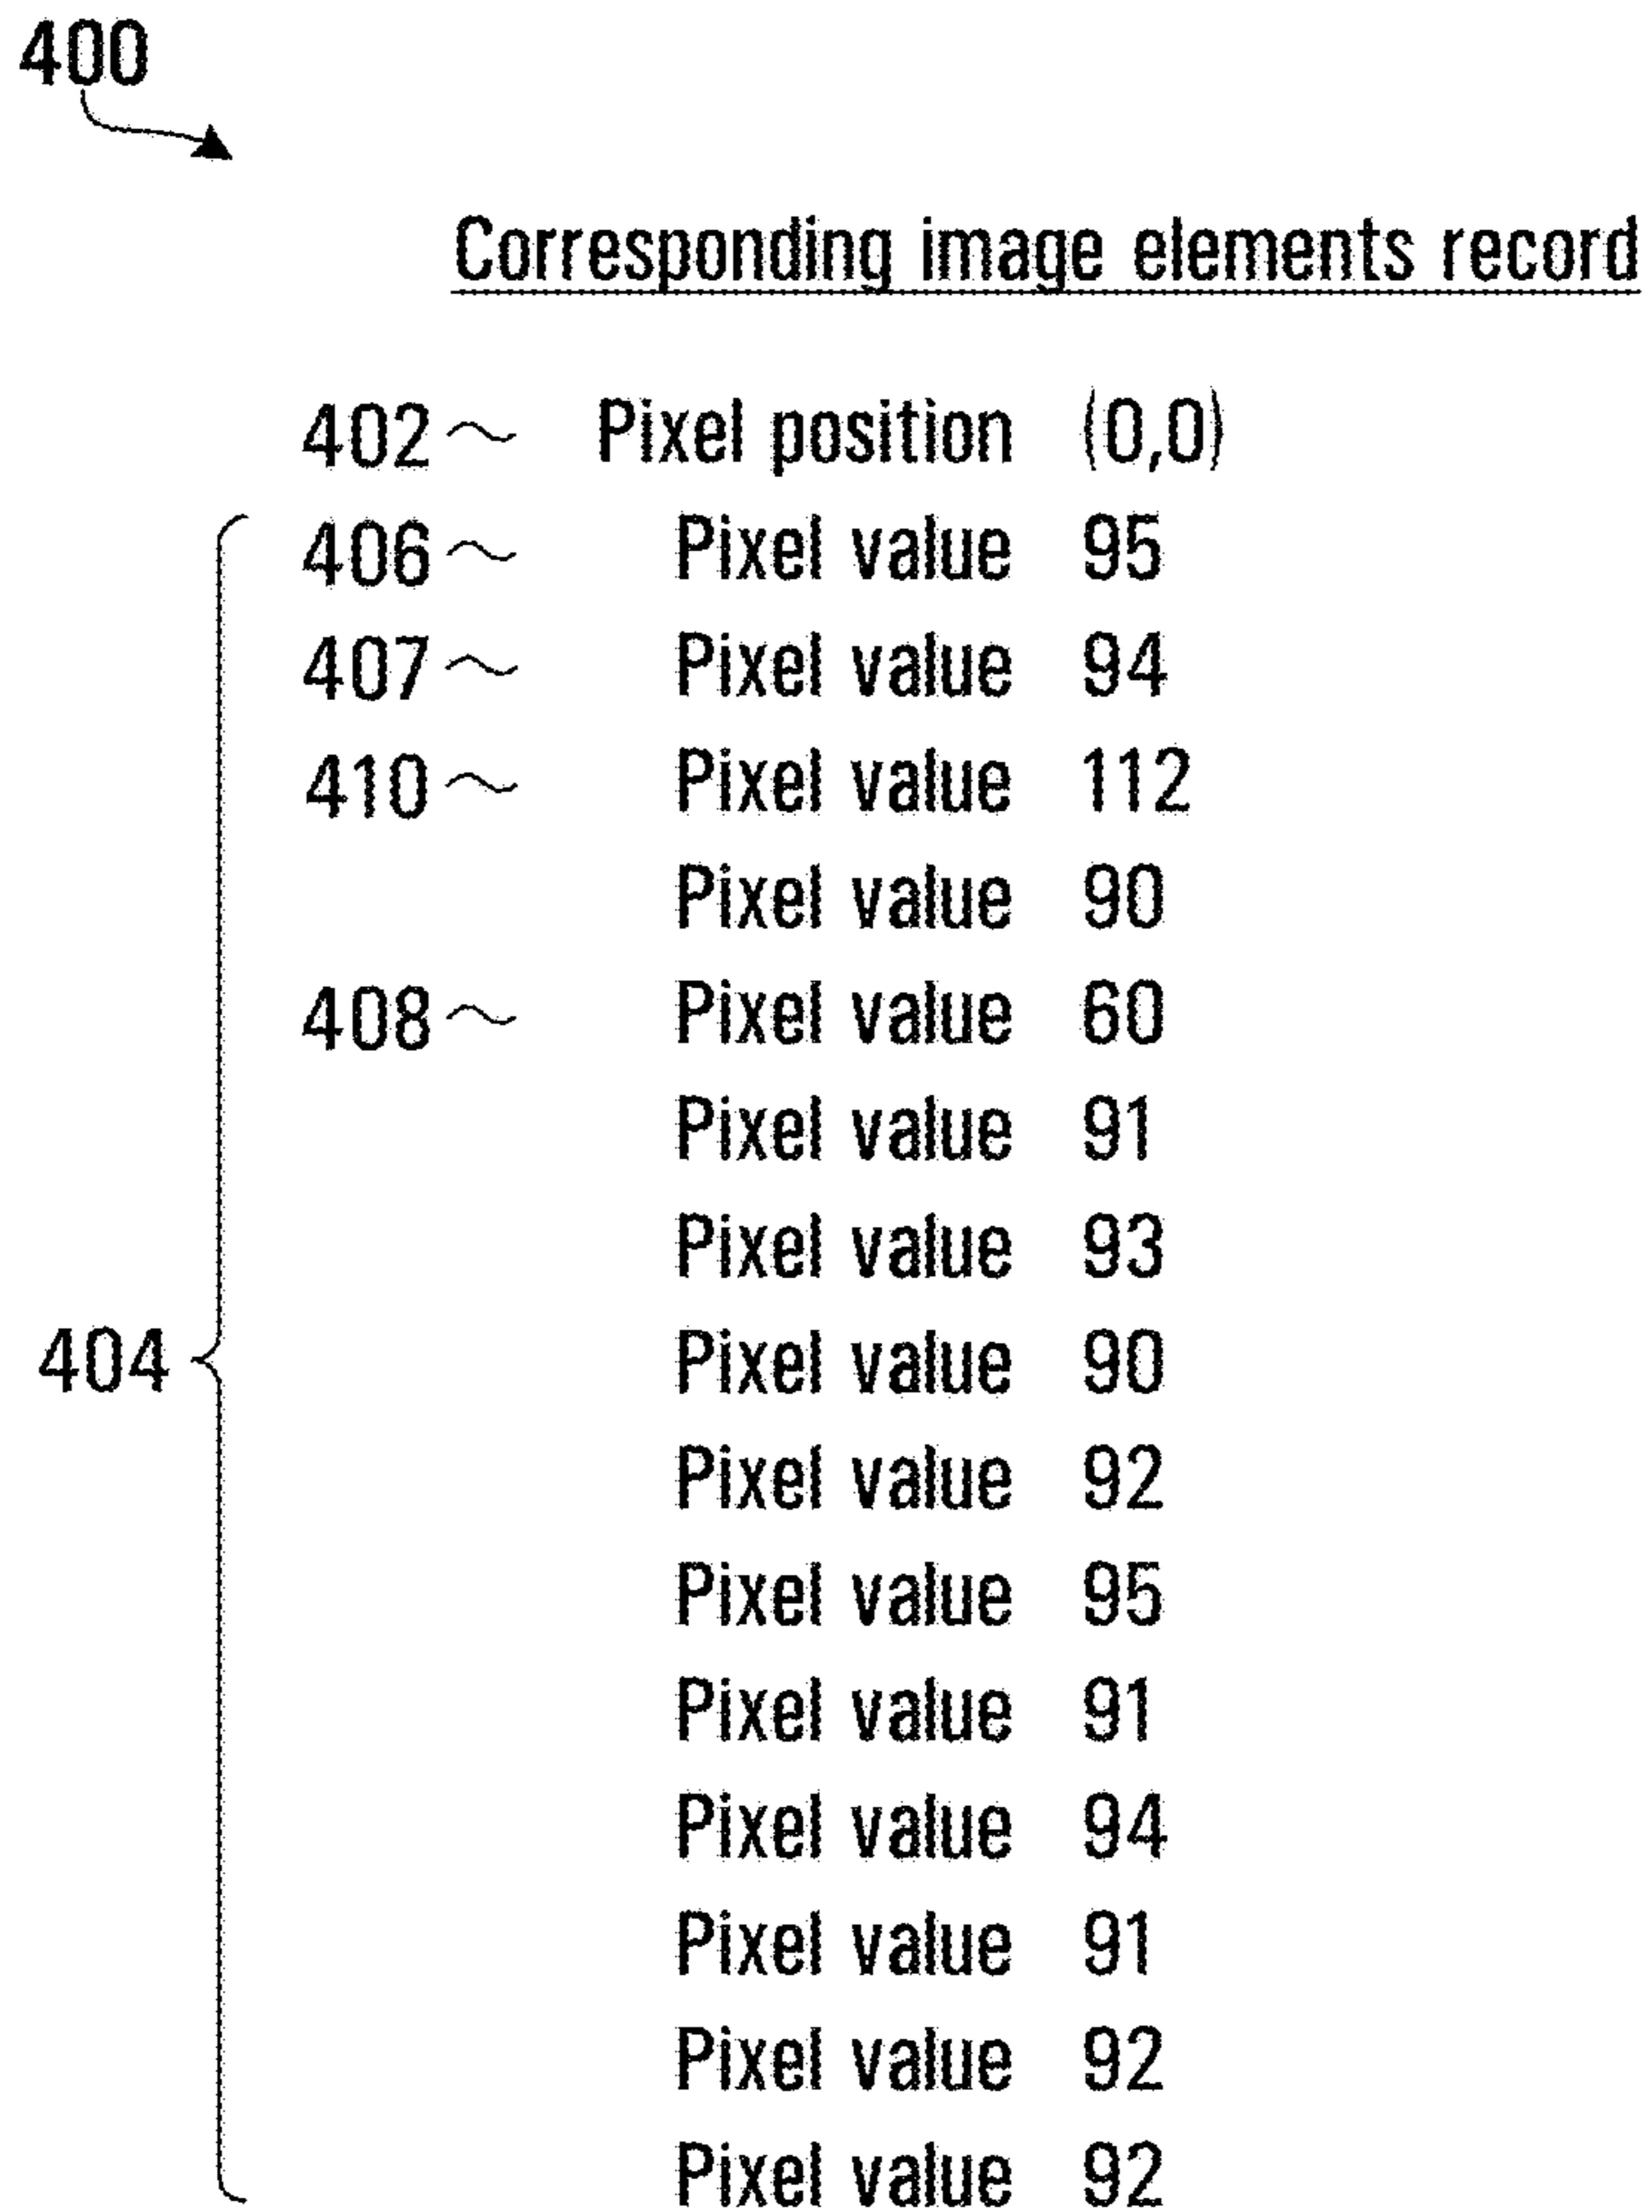 400
Corresponding image elements record
402 ~ Pixel position (0,0)
406 ~ Pixel value 95
407 ~ Pixel value 94
410 ~ Pixel value 112
Pixel value 90
408 ~ Pixel value 60
Pixel value 91
Pixel value 93
404 Pixel value 90
Pixel value 92
Pixel value 95
Pixel value 91
Pixel value 94
Pixel value 91
Pixel value 92
Pixel value 92